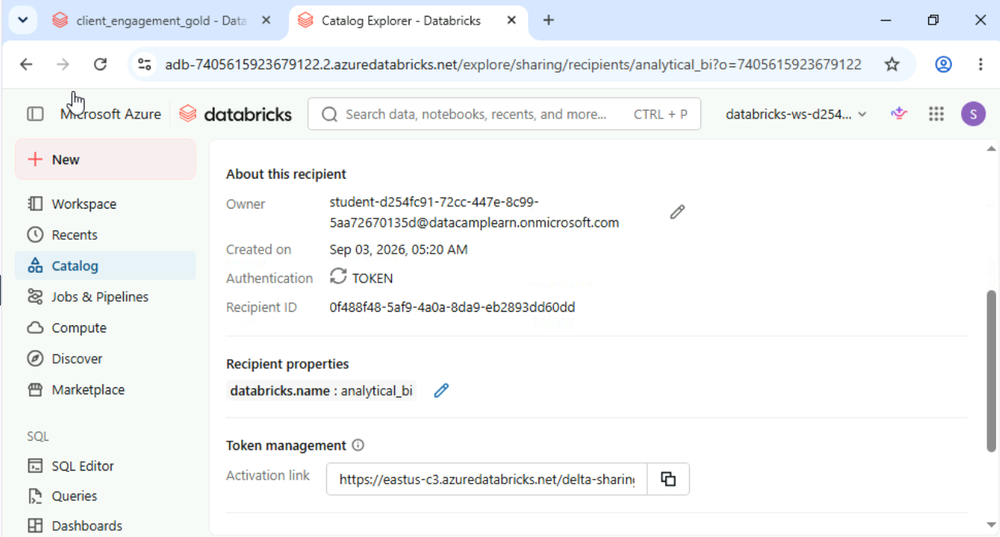 client_engagement_gold - Data
Catalog Explorer - Databricks
adb-7405615923679122.2.azuredatabricks.net/explore/sharing/recipients/analytical_bi?o=7405615923679122
Microsoft Azure
databricks
Search data, notebooks, recents, and more...
CTRL + P
databricks-ws-d254...
S
New
Workspace
Recents
Catalog
Jobs & Pipelines
Compute
Discover
Marketplace
SQL
SQL Editor
Queries
Dashboards
About this recipient
Owner
student-d254fc91-72cc-447e-8c99-
5aa72670135d@datacamplearn.onmicrosoft.com
Created on
Sep 03, 2026, 05:20 AM
Authentication
TOKEN
Recipient ID
0f488f48-5af9-4a0a-8da9-eb2893dd60dd
Recipient properties
databricks.name : analytical_bi
Token management
Activation link
https://eastus-c3.azuredatabricks.net/delta-sharing